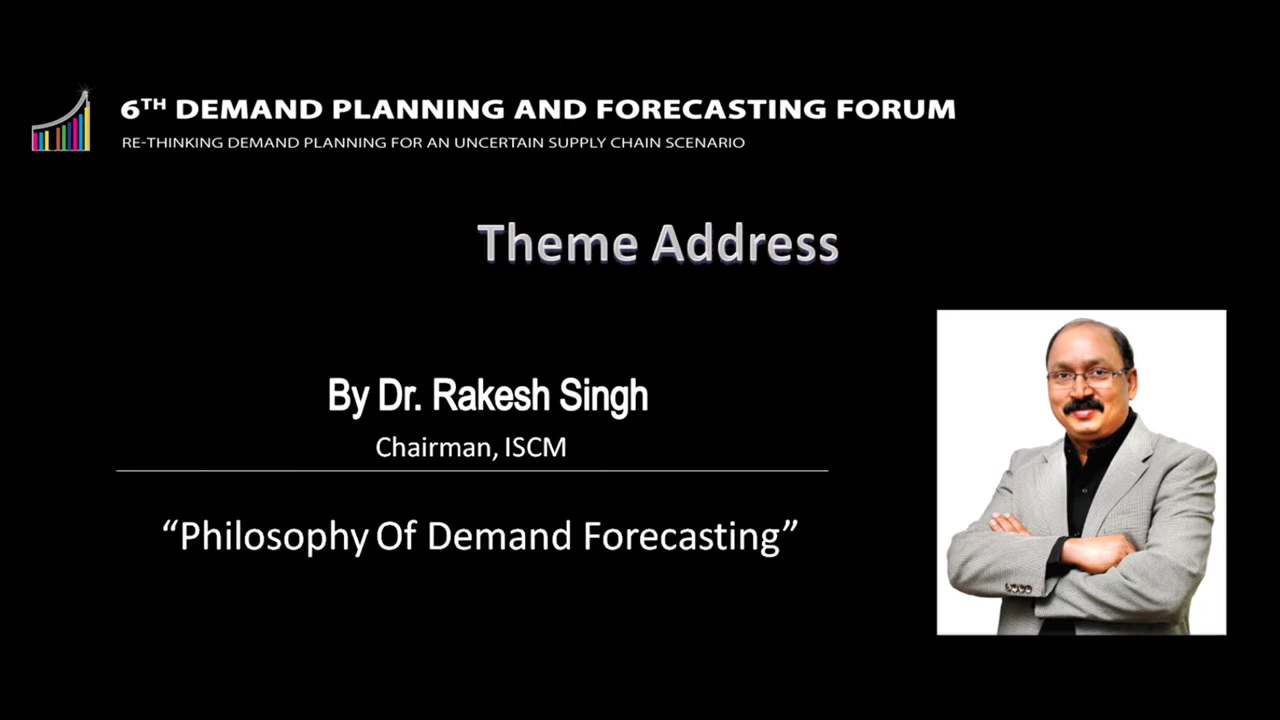 6TH DEMAND PLANNING AND FORECASTING FORUM
RE-THINKING DEMAND PLANNING FOR AN UNCERTAIN SUPPLY CHAIN SCENARIO
Theme Address
By Dr. Rakesh Singh
Chairman, ISCM
“Philosophy Of Demand Forecasting”